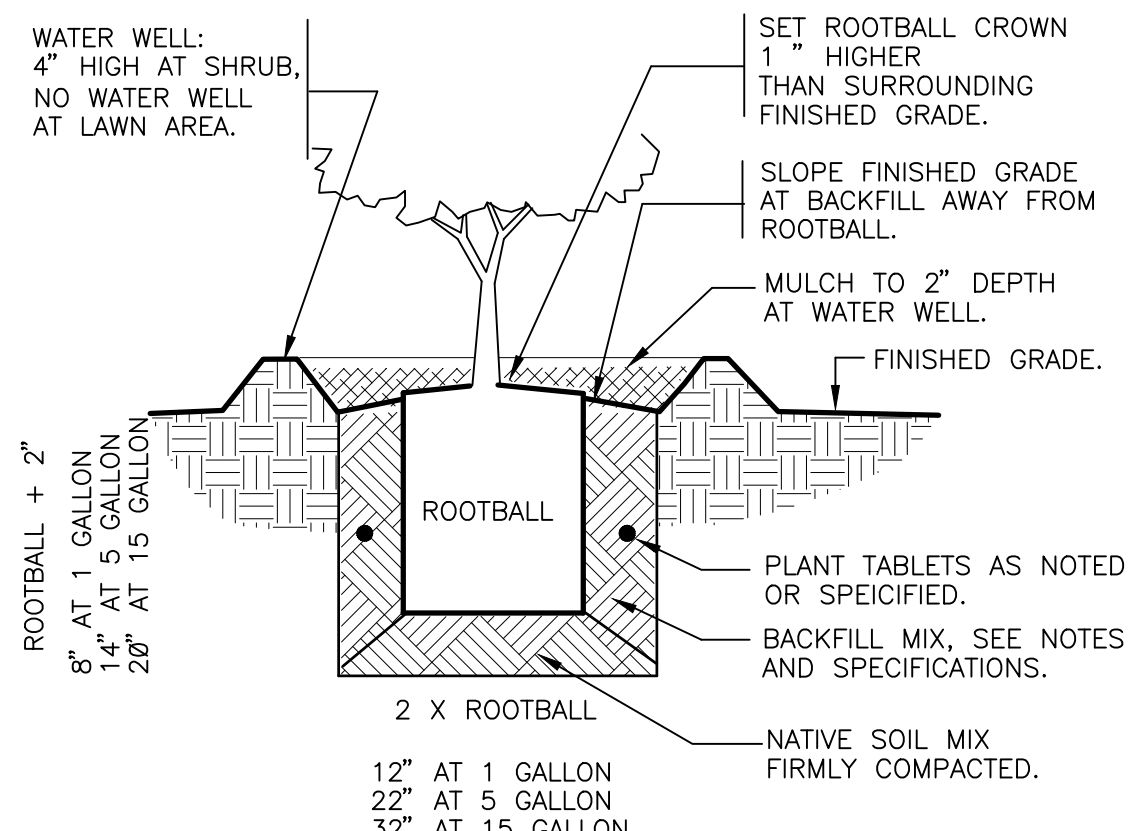 WATER WELL:
4" HIGH AT SHRUB,
NO WATER WELL
AT LAWN AREA.
SET ROOTBALL CROWN
1 " HIGHER
THAN SURROUNDING
FINISHED GRADE.
SLOPE FINISHED GRADE
AT BACKFILL AWAY FROM
ROOTBALL.
MULCH TO 2" DEPTH
AT WATER WELL.
FINISHED GRADE.
ROOTBALL + 2"
8" AT 1 GALLON
14" AT 5 GALLON
20" AT 15 GALLON
ROOTBALL
PLANT TABLETS AS NOTED
OR SPEICIFIED.
BACKFILL MIX, SEE NOTES
AND SPECIFICATIONS.
NATIVE SOIL MIX
FIRMLY COMPACTED.
2 X ROOTBALL
12" AT 1 GALLON
22" AT 5 GALLON
32" AT 15 GALLON